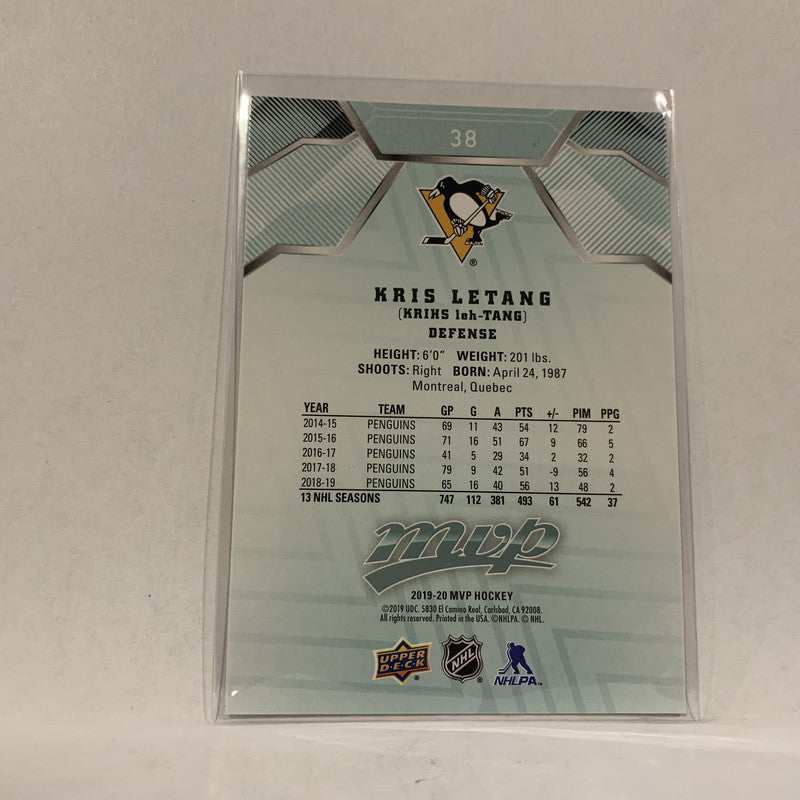 38
KRIS LETANG
(KRIHS leh-TANG)
DEFENSE
HEIGHT: 6'0" WEIGHT: 201 lbs.
SHOOTS: Right BORN: April 24, 1987
Montreal, Quebec
YEAR TEAM GP G A PTS +/- PIM PPG
2014-15 PENGUINS 69 11 43 54 12 79 2
2015-16 PENGUINS 71 16 51 67 9 66 5
2016-17 PENGUINS 41 5 29 34 2 32 2
2017-18 PENGUINS 79 9 42 51 -9 56 4
2018-19 PENGUINS 65 16 40 56 13 48 2
13 NHL SEASONS 747 112 381 493 61 542 37
mvp
2019-20 MVP HOCKEY
©2019 UDC. 5830 El Camino Real, Carlsbad, CA 92008.
All rights reserved. Printed in the USA. ©NHLPA. © NHL.
UPPER DECK ® NHL ® NHLPA™